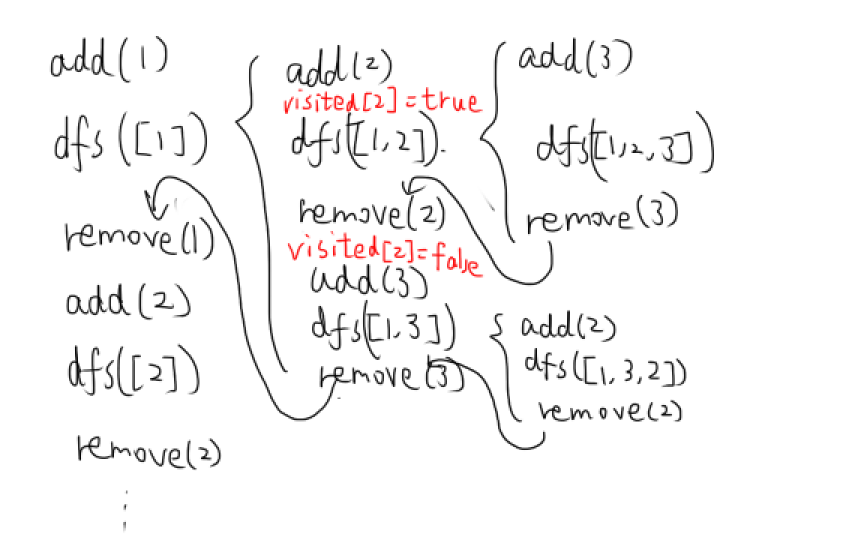 add(1)
dfs([1])
remove(1)
add(2)
dfs([2])
remove(2)
add(2)
visited[2]=true
dfs([1,2]).
remove(2)
visited[2]=false
add(3)
dfs([1,3])
remove(3)
add(3)
dfs([1,2,3])
remove(3)
add(2)
dfs([1,3,2])
remove(2)